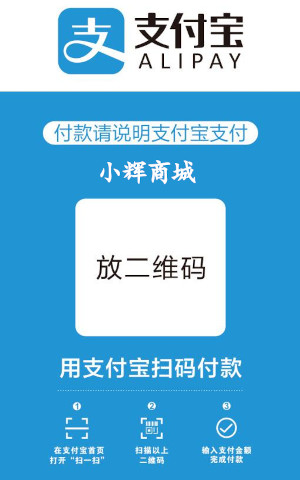 支 支付宝
ALIPAY
付款请说明支付宝支付
小辉商城
放二维码
用支付宝扫码付款
1 2 3
在支付宝首页 扫描以上 输入支付金额
打开“扫一扫” 二维码 完成付款